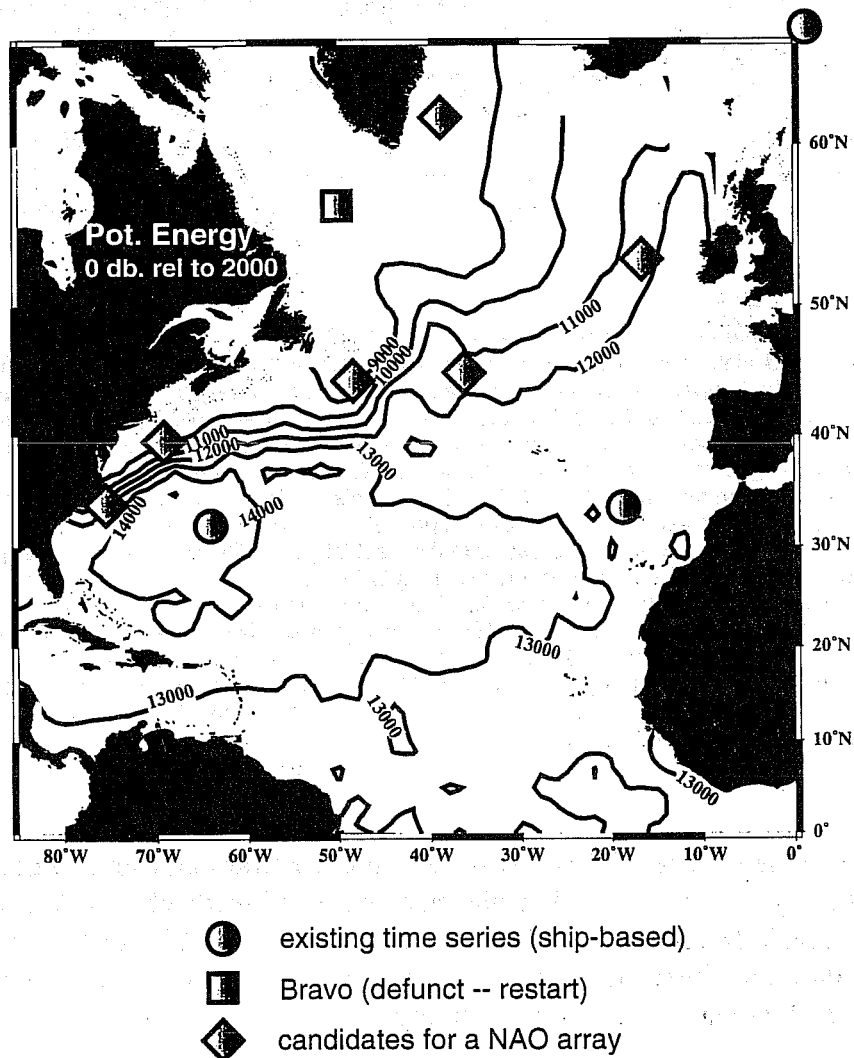 60°N
Pot. Energy
0 db. rel to 2000
50°N
11000
9000
10000
12000
40°N
11000
12000
13000
14000
14000
30°N
13000
20°N
13000
13000
10°N
13000
0°
80°W
70°W
60°W
50°W
40°W
30°W
20°W
10°W
0°
existing time series (ship-based)
Bravo (defunct -- restart)
candidates for a NAO array